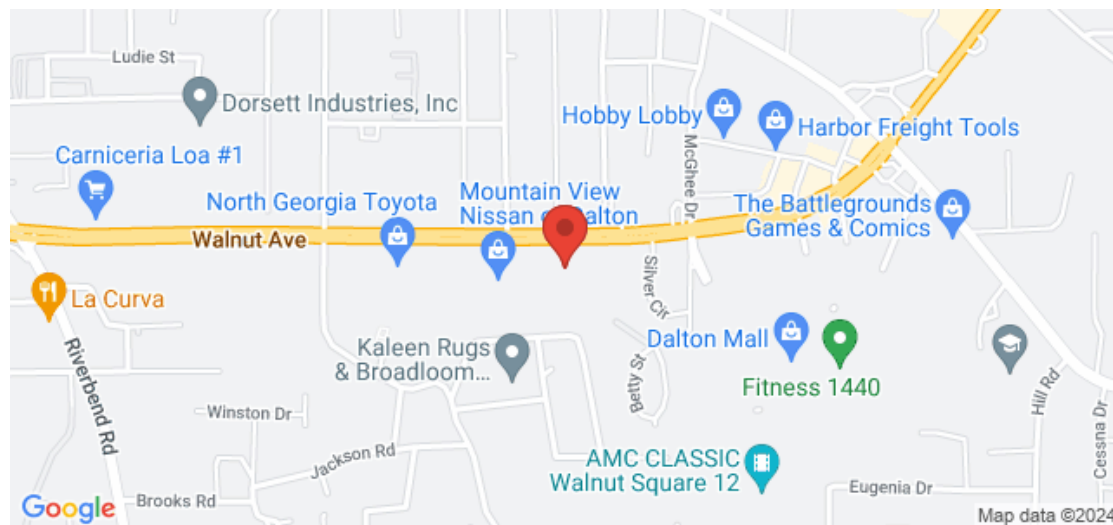 Ludie St
Dorsett Industries, Inc
Hobby Lobby
Harbor Freight Tools
McGhee Dr
Carniceria Loa #1
North Georgia Toyota
Mountain View
Nissan of Dalton
The Battlegrounds
Games & Comics
Walnut Ave
La Curva
Silver Cir
Kaleen Rugs
& Broadloom...
Dalton Mall
Fitness 1440
Riverbend Rd
Betty St
Winston Dr
Hill Rd
Cessna Dr
Jackson Rd
AMC CLASSIC
Walnut Square 12
Brooks Rd
Eugenia Dr
Google
Map data ©2024